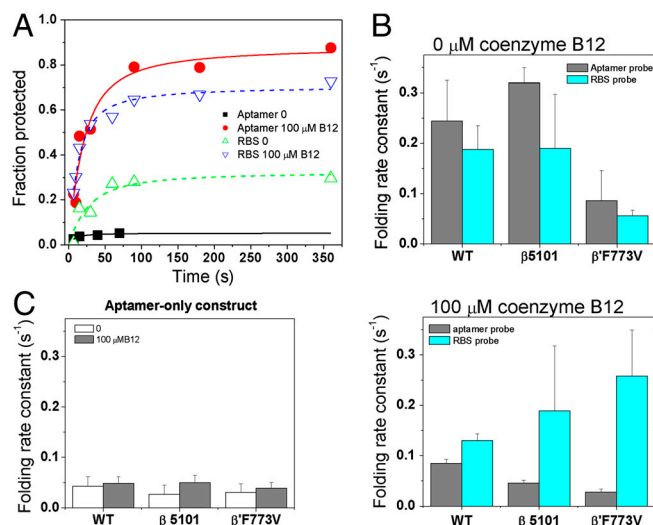 A
Fraction protected
1.0
0.8
0.6
0.4
0.2
0.0
Aptamer 0
Aptamer 100 μM B12
RBS 0
RBS 100 μM B12
0 50 100 150 200 250 300 350
Time (s)
B
0 μM coenzyme B12
Folding rate constant (s⁻¹)
0.3
0.2
0.1
0.0
Aptamer probe
RBS probe
WT β5101 β'F773V
C
Aptamer-only construct
Folding rate constant (s⁻¹)
0.3
0.2
0.1
0.0
0
100 μMB12
WT β 5101 β'F773V
100 μM coenzyme B12
Folding rate constant (s⁻¹)
0.3
0.2
0.1
0.0
aptamer probe
RBS probe
WT β 5101 β'F773V